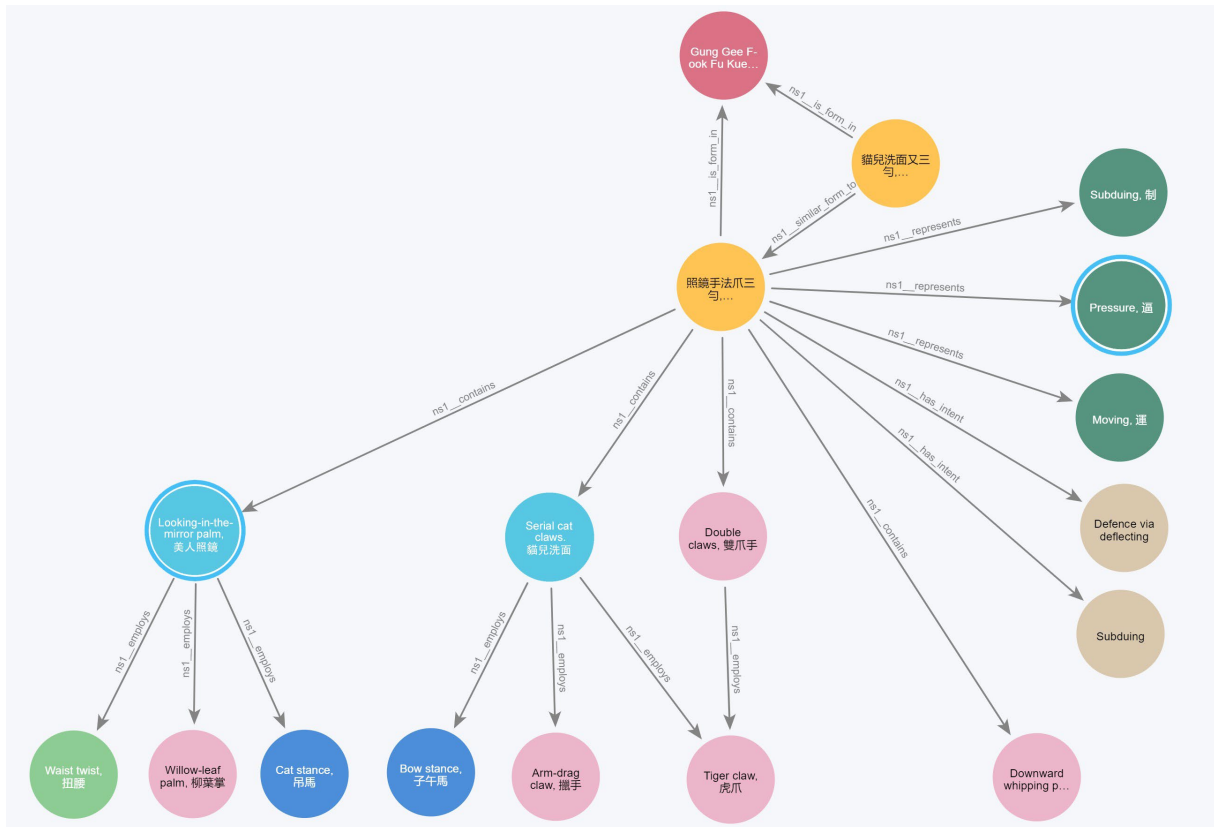 Gung Gee F-
ook Fu Kue…
ns1__is_form_in
貓兒洗面又三
勻,…
ns1__is_form_in
ns1__similar_form_to
Subduing, 制
ns1__represents
照鏡手法爪三
勻,…
ns1__represents
Pressure, 逼
ns1__represents
Moving, 運
ns1__has_intent
ns1__has_intent
ns1__contains
ns1__contains
ns1__contains
ns1__contains
Looking-in-the-
mirror palm,
美人照鏡
Serial cat
claws.
貓兒洗面
Double
claws, 雙爪手
Defence via
deflecting
Subduing
ns1__employs
ns1__employs
ns1__employs
ns1__employs
ns1__employs
ns1__employs
ns1__employs
Waist twist,
扭腰
Willow-leaf
palm, 柳葉掌
Cat stance,
吊馬
Bow stance,
子午馬
Arm-drag
claw, 擸手
Tiger claw,
虎爪
Downward
whipping p…